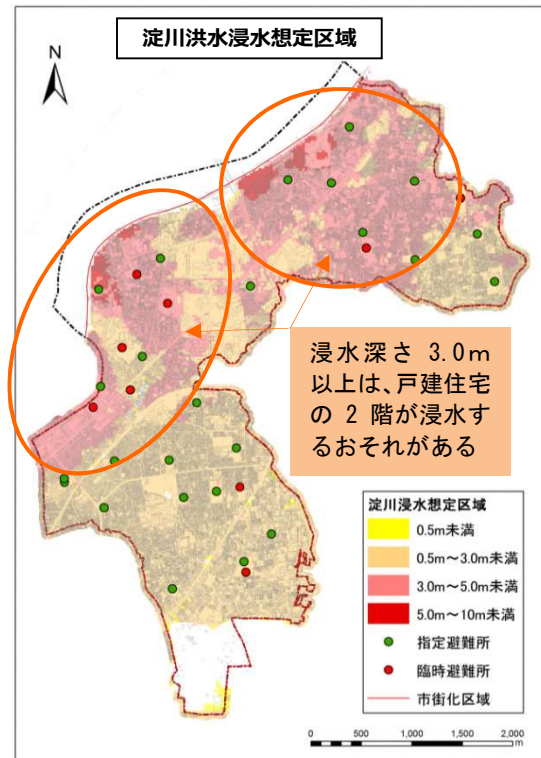 淀川洪水浸水想定区域
N
浸水深さ 3.0m
以上は、戸建住宅
の 2 階が浸水す
るおそれがある
淀川浸水想定区域
0.5m未満
0.5m~3.0m未満
3.0m~5.0m未満
5.0m~10m未満
指定避難所
臨時避難所
市街化区域
0 500 1,000 1,500 2,000
m